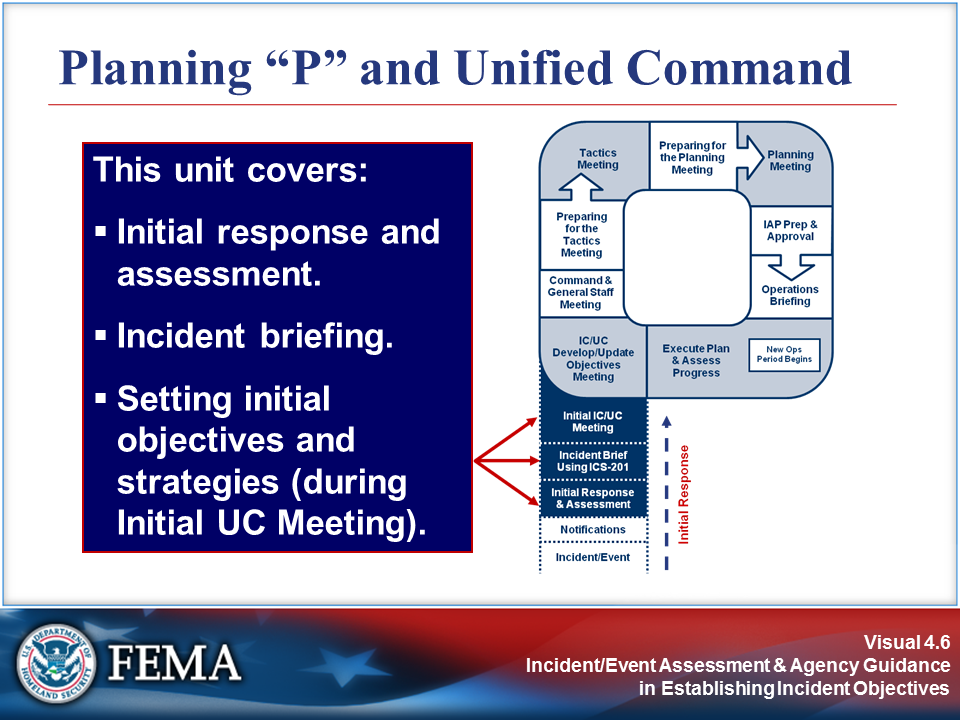 Planning “P” and Unified Command
This unit covers:
▪ Initial response and
assessment.
▪ Incident briefing.
▪ Setting initial
objectives and
strategies (during
Initial UC Meeting).
Tactics
Meeting
Preparing for
the Planning
Meeting
Planning
Meeting
Preparing
for the
Tactics
Meeting
IAP Prep &
Approval
Command &
General Staff
Meeting
Operations
Briefing
IC/UC
Develop/Update
Objectives
Meeting
Execute Plan
& Assess
Progress
New Ops
Period Begins
Initial IC/UC
Meeting
Incident Brief
Using ICS-201
Initial Response
& Assessment
Notifications
Incident/Event
Initial Response
U.S. DEPARTMENT OF
HOMELAND SECURITY
FEMA
Visual 4.6
Incident/Event Assessment & Agency Guidance
in Establishing Incident Objectives